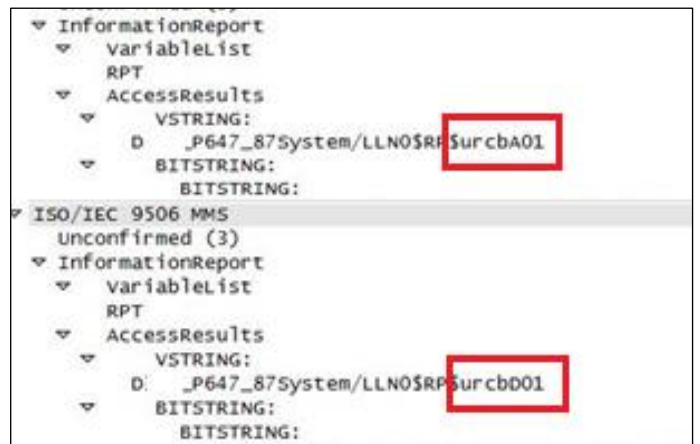 InformationReport
VariableList
RPT
AccessResults
VSTRING:
D _P647_87System/LLN0$RP$urcbA01
BITSTRING:
BITSTRING:
ISO/IEC 9506 MMS
Unconfirmed (3)
InformationReport
VariableList
RPT
AccessResults
VSTRING:
D _P647_87System/LLN0$RP$urcbD01
BITSTRING:
BITSTRING: